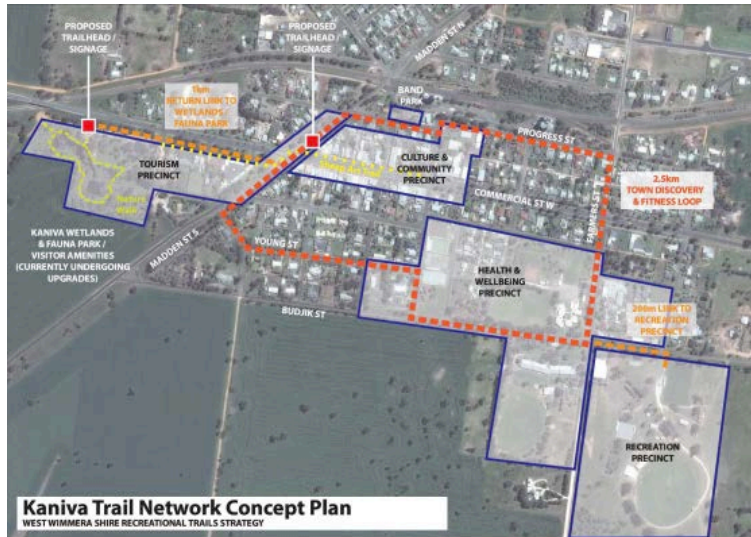 PROPOSED
TRAILHEAD /
SIGNAGE
PROPOSED
TRAILHEAD /
SIGNAGE
MADDEN ST N
1km
RETURN LINK TO
WETLANDS /
FAUNA PARK
BAND
PARK
PROGRESS ST
TOURISM
PRECINCT
CULTURE &
COMMUNITY
PRECINCT
2.5km
TOWN DISCOVERY
& FITNESS LOOP
COMMERCIAL ST W
FARMERS ST
KANIVA WETLANDS
& FAUNA PARK /
VISITOR AMENITIES
(CURRENTLY UNDERGOING
UPGRADES)
MADDEN ST S
YOUNG ST
HEALTH &
WELLBEING
PRECINCT
BUDJIK ST
LINK TO
RECREATION
PRECINCT
RECREATION
PRECINCT
Kaniva Trail Network Concept Plan
WEST WIMMERA SHIRE RECREATIONAL TRAILS STRATEGY